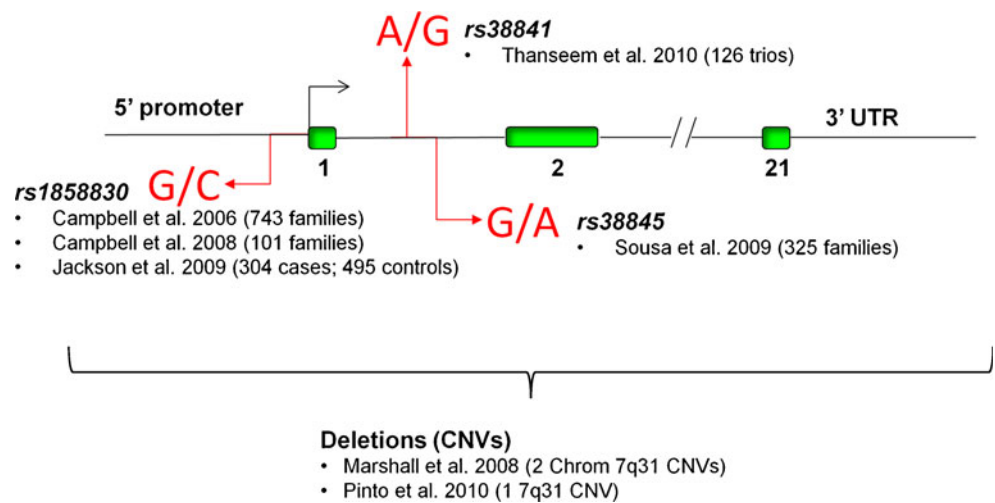 A/G
rs38841
• Thanseem et al. 2010 (126 trios)
5’ promoter
3’ UTR
1
2
21
rs1858830
G/C
• Campbell et al. 2006 (743 families)
• Campbell et al. 2008 (101 families)
• Jackson et al. 2009 (304 cases; 495 controls)
G/A
rs38845
• Sousa et al. 2009 (325 families)
Deletions (CNVs)
• Marshall et al. 2008 (2 Chrom 7q31 CNVs)
• Pinto et al. 2010 (1 7q31 CNV)